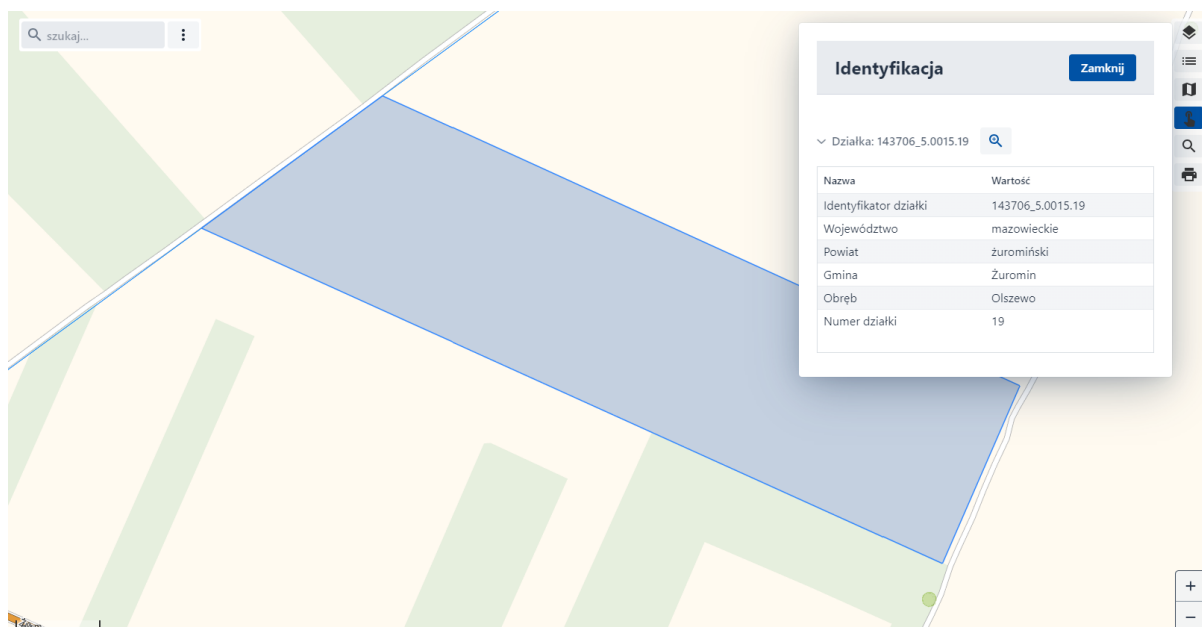 szukaj...
Identyfikacja
Zamknij
Działka: 143706_5.0015.19
Nazwa Wartość
Identyfikator działki 143706_5.0015.19
Województwo mazowieckie
Powiat żuromiński
Gmina Żuromin
Obręb Olszewo
Numer działki 19
+
−